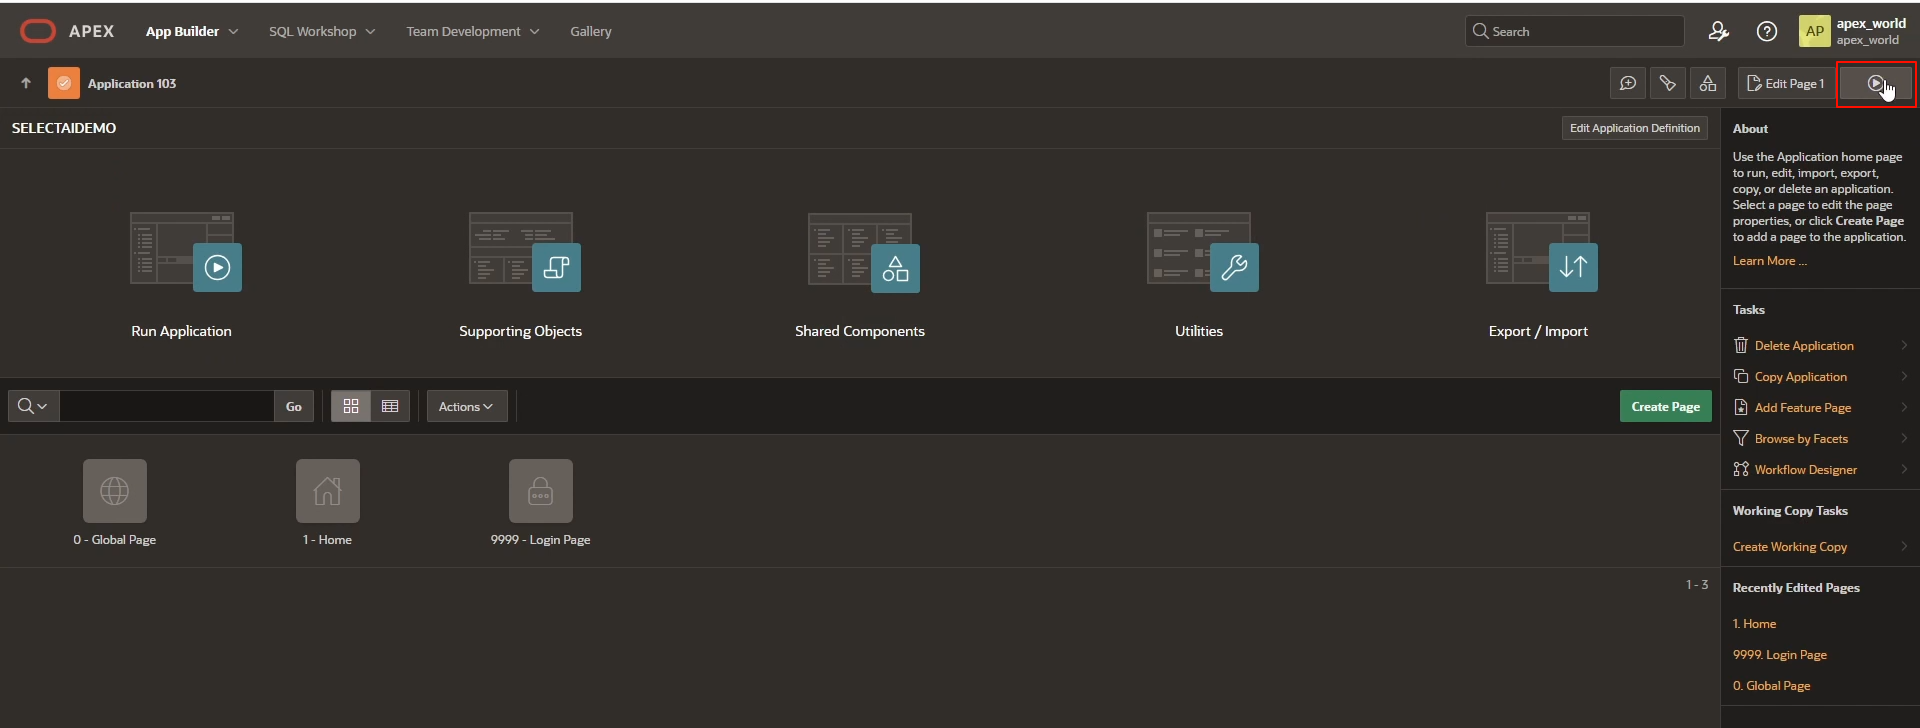 APEX
App Builder
SQL Workshop
Team Development
Gallery
Search
AP
apex_world
apex_world
Application 103
Edit Page 1
SELECTAIDEMO
Edit Application Definition
Run Application
Supporting Objects
Shared Components
Utilities
Export / Import
Go
Actions
Create Page
0 - Global Page
1 - Home
9999 - Login Page
1 - 3
About
Use the Application home page
to run, edit, import, export,
copy, or delete an application.
Select a page to edit the page
properties, or click Create Page
to add a page to the application.
Learn More ...
Tasks
Delete Application
Copy Application
Add Feature Page
Browse by Facets
Workflow Designer
Working Copy Tasks
Create Working Copy
Recently Edited Pages
1. Home
9999. Login Page
0. Global Page